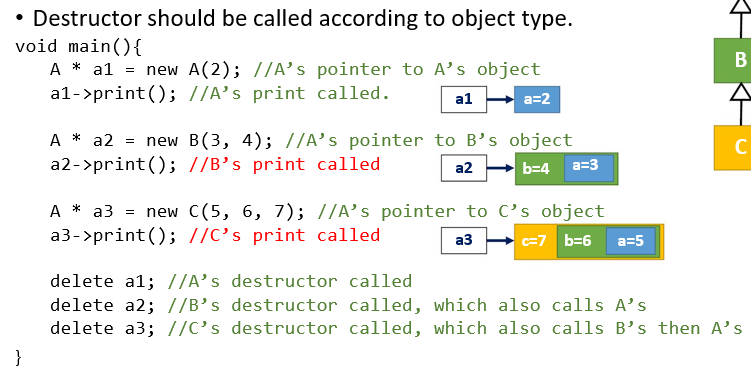 • Destructor should be called according to object type.
void main(){
A * a1 = new A(2); //A’s pointer to A’s object
a1->print(); //A’s print called.
a1
a=2
A * a2 = new B(3, 4); //A’s pointer to B’s object
a2->print(); //B’s print called
a2
b=4
a=3
A * a3 = new C(5, 6, 7); //A’s pointer to C’s object
a3->print(); //C’s print called
a3
c=7
b=6
a=5
delete a1; //A’s destructor called
delete a2; //B’s destructor called, which also calls A’s
delete a3; //C’s destructor called, which also calls B’s then A’s
}
B
C